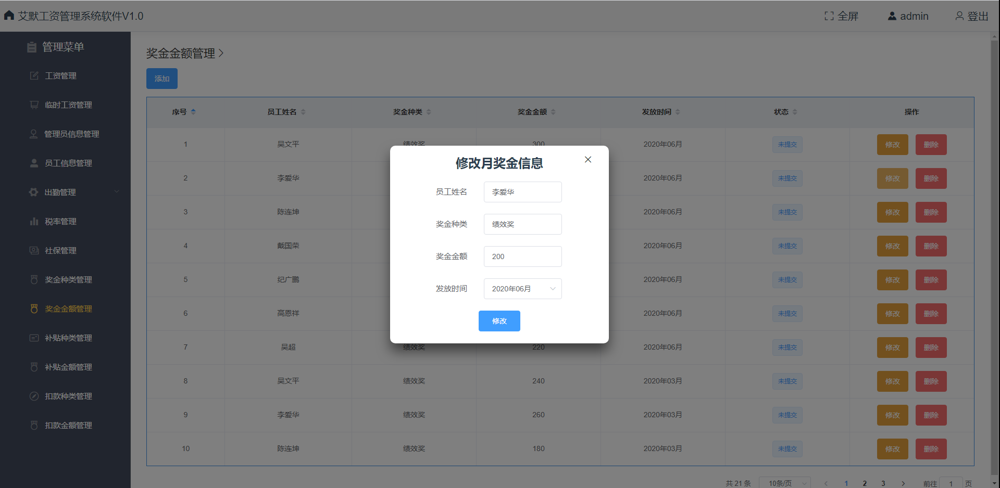 艾默工资管理系统软件V1.0
全屏
admin
登出
管理菜单
工资管理
临时工资管理
管理员信息管理
员工信息管理
出勤管理
税率管理
社保管理
奖金种类管理
奖金金额管理
补贴种类管理
补贴金额管理
扣款种类管理
扣款金额管理
奖金金额管理
添加
序号 员工姓名 奖金种类 奖金金额 发放时间 状态 操作
1 吴文平 绩效奖 300 2020年06月 未提交 修改 删除
2 李爱华 2020年06月 未提交 修改 删除
3 陈连坤 2020年06月 未提交 修改 删除
4 戴国荣 2020年06月 未提交 修改 删除
5 纪广鹏 2020年06月 未提交 修改 删除
6 高恩祥 2020年06月 未提交 修改 删除
7 吴超 绩效奖 220 2020年06月 未提交 修改 删除
8 吴文平 绩效奖 240 2020年03月 未提交 修改 删除
9 李爱华 绩效奖 260 2020年03月 未提交 修改 删除
10 陈连坤 绩效奖 180 2020年03月 未提交 修改 删除
共 21 条 10条/页 1 2 3 前往 1 页
修改月奖金信息
员工姓名 李爱华
奖金种类 绩效奖
奖金金额 200
发放时间 2020年06月
修改